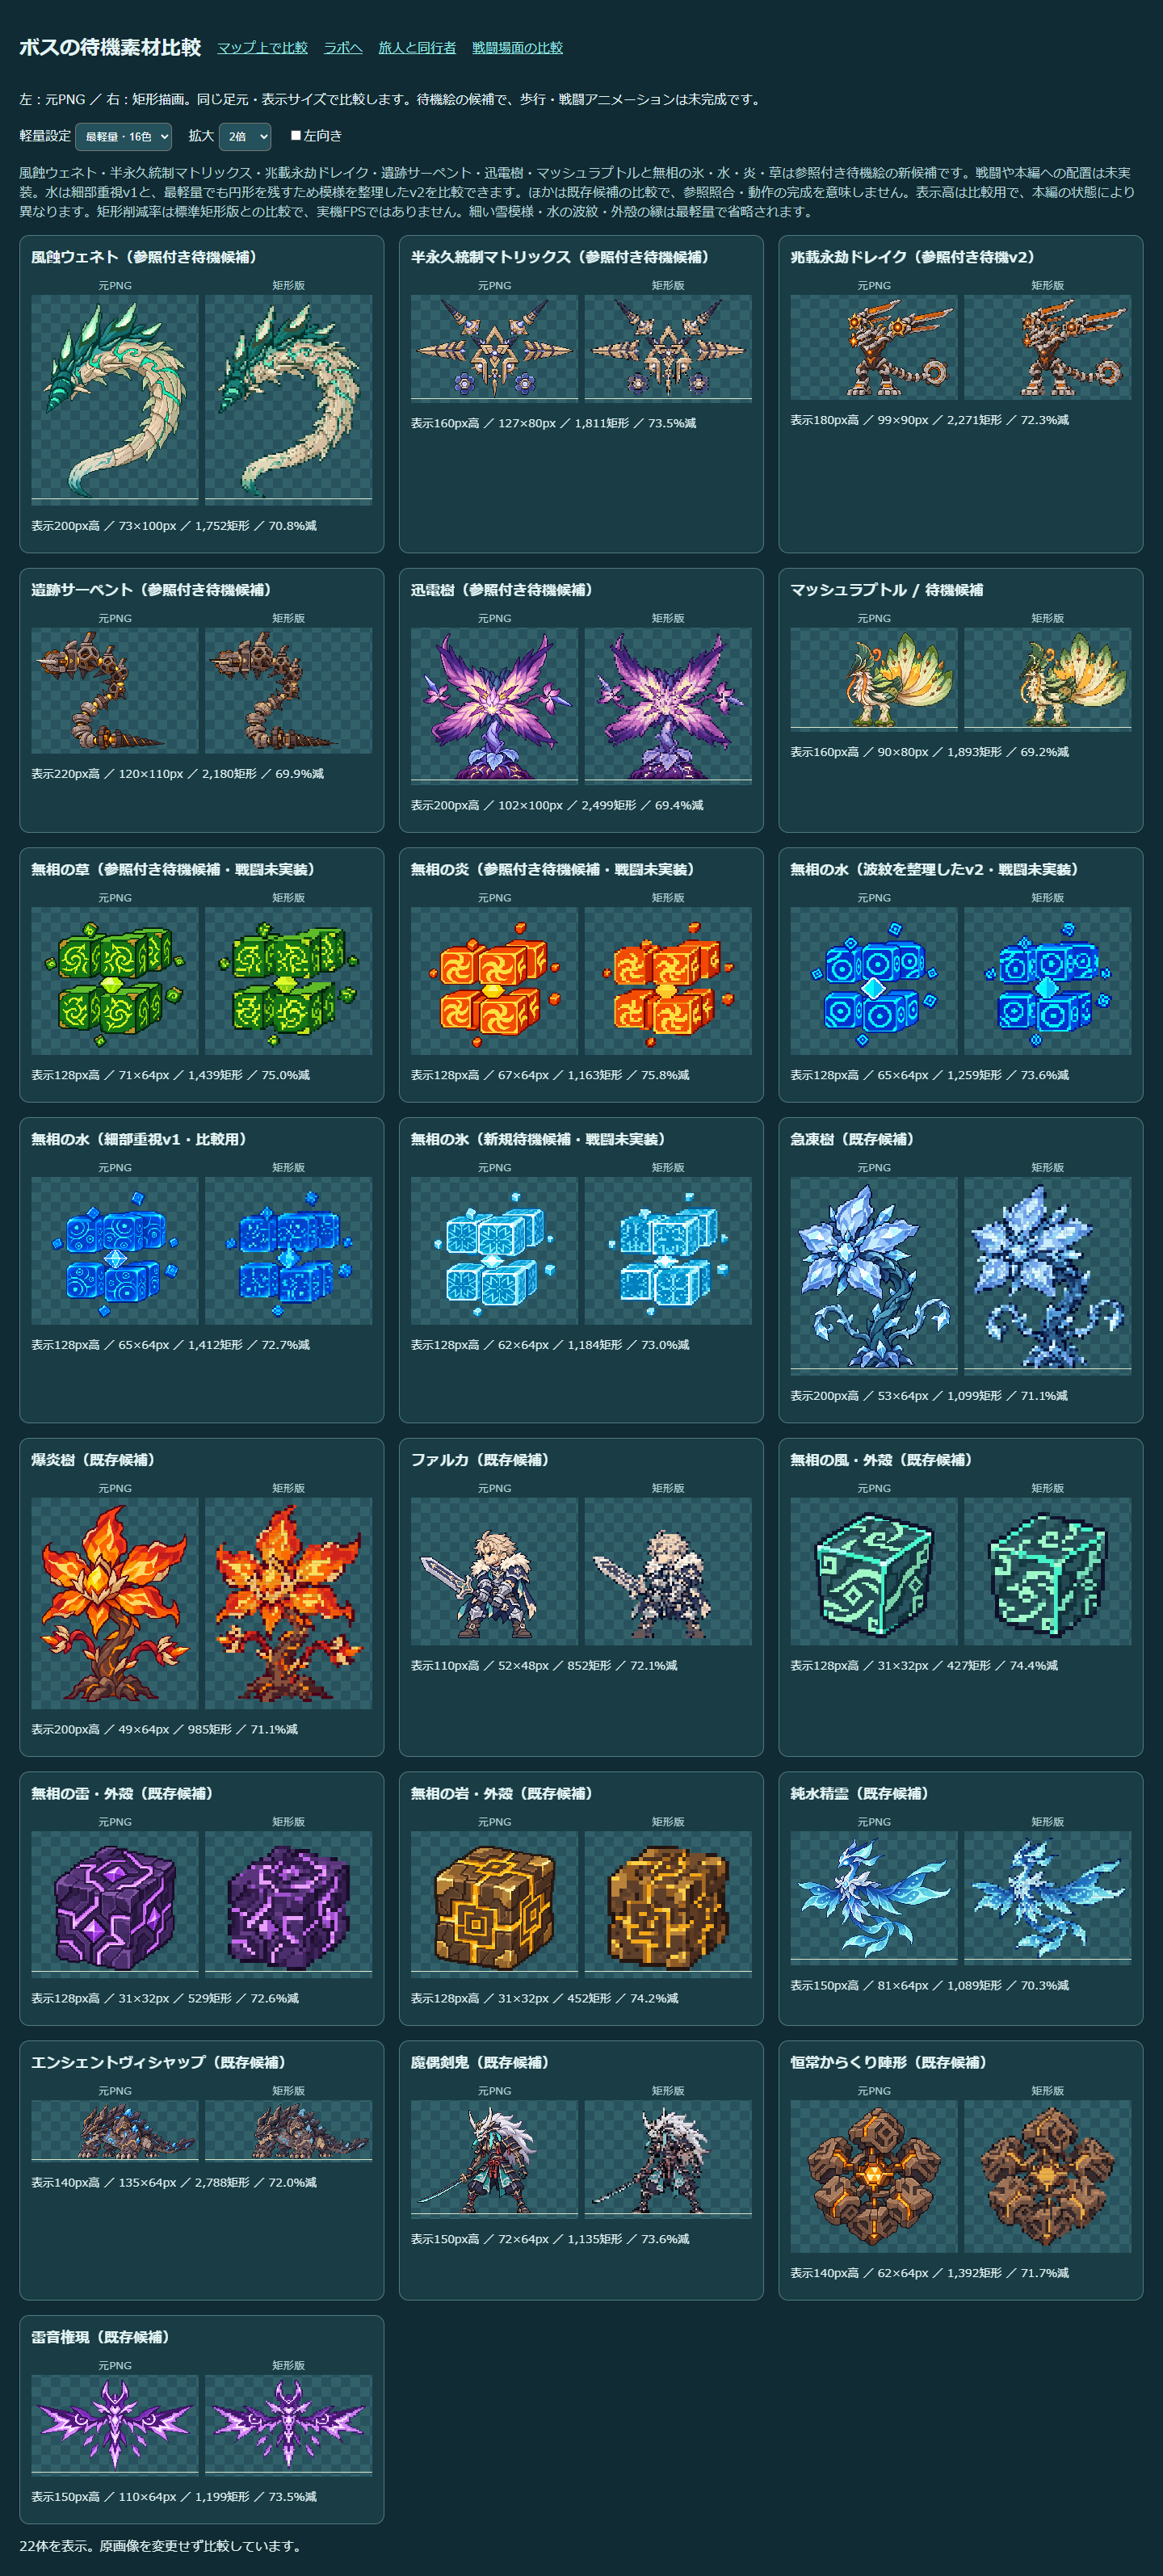 ボスの待機素材比較 マップ上で比較 ラボへ 旅人と同行者 戦闘場面の比較
左：元PNG ／ 右：矩形描画。同じ足元・表示サイズで比較します。待機絵の候補で、歩行・戦闘アニメーションは未完成です。
軽量設定 最軽量・16色 拡大 2倍 左向き
風蝕ウェネト・半永久統制マトリックス・兆載永劫ドレイク・遺跡サーペント・迅電樹・マッシュラプトルと無相の氷・水・炎・草は参照付き待機絵の新候補です。戦闘や本編への配置は未実
装。水は細部重視v1と、最軽量でも円形を残すため模様を整理したv2を比較できます。ほかは既存候補の比較で、参照照合・動作の完成を意味しません。表示高は比較用で、本編の状態により
異なります。矩形削減率は標準矩形版との比較で、実機FPSではありません。細い雪模様・水の波紋・外殻の縁は最軽量で省略されます。
風蝕ウェネト（参照付き待機候補）
元PNG 矩形版
表示200px高 ／ 73×100px ／ 1,752矩形 ／ 70.8%減
半永久統制マトリックス（参照付き待機候補）
元PNG 矩形版
表示160px高 ／ 127×80px ／ 1,811矩形 ／ 73.5%減
兆載永劫ドレイク（参照付き待機v2）
元PNG 矩形版
表示180px高 ／ 99×90px ／ 2,271矩形 ／ 72.3%減
遺跡サーペント（参照付き待機候補）
元PNG 矩形版
表示220px高 ／ 120×110px ／ 2,180矩形 ／ 69.9%減
迅電樹（参照付き待機候補）
元PNG 矩形版
表示200px高 ／ 102×100px ／ 2,499矩形 ／ 69.4%減
マッシュラプトル / 待機候補
元PNG 矩形版
表示160px高 ／ 90×80px ／ 1,893矩形 ／ 69.2%減
無相の草（参照付き待機候補・戦闘未実装）
元PNG 矩形版
表示128px高 ／ 71×64px ／ 1,439矩形 ／ 75.0%減
無相の炎（参照付き待機候補・戦闘未実装）
元PNG 矩形版
表示128px高 ／ 67×64px ／ 1,163矩形 ／ 75.8%減
無相の水（波紋を整理したv2・戦闘未実装）
元PNG 矩形版
表示128px高 ／ 65×64px ／ 1,259矩形 ／ 73.6%減
無相の水（細部重視v1・比較用）
元PNG 矩形版
表示128px高 ／ 65×64px ／ 1,412矩形 ／ 72.7%減
無相の氷（新規待機候補・戦闘未実装）
元PNG 矩形版
表示128px高 ／ 62×64px ／ 1,184矩形 ／ 73.0%減
急凍樹（既存候補）
元PNG 矩形版
表示200px高 ／ 53×64px ／ 1,099矩形 ／ 71.1%減
爆炎樹（既存候補）
元PNG 矩形版
表示200px高 ／ 49×64px ／ 985矩形 ／ 71.1%減
ファルカ（既存候補）
元PNG 矩形版
表示110px高 ／ 52×48px ／ 852矩形 ／ 72.1%減
無相の風・外殻（既存候補）
元PNG 矩形版
表示128px高 ／ 31×32px ／ 427矩形 ／ 74.4%減
無相の雷・外殻（既存候補）
元PNG 矩形版
表示128px高 ／ 31×32px ／ 529矩形 ／ 72.6%減
無相の岩・外殻（既存候補）
元PNG 矩形版
表示128px高 ／ 31×32px ／ 452矩形 ／ 74.2%減
純水精霊（既存候補）
元PNG 矩形版
表示150px高 ／ 81×64px ／ 1,089矩形 ／ 70.3%減
エンシェントヴィシャップ（既存候補）
元PNG 矩形版
表示140px高 ／ 135×64px ／ 2,788矩形 ／ 72.0%減
魔偶剣鬼（既存候補）
元PNG 矩形版
表示150px高 ／ 72×64px ／ 1,135矩形 ／ 73.6%減
恒常からくり陣形（既存候補）
元PNG 矩形版
表示140px高 ／ 62×64px ／ 1,392矩形 ／ 71.7%減
雷音権現（既存候補）
元PNG 矩形版
表示150px高 ／ 110×64px ／ 1,199矩形 ／ 73.5%減
22体を表示。原画像を変更せず比較しています。